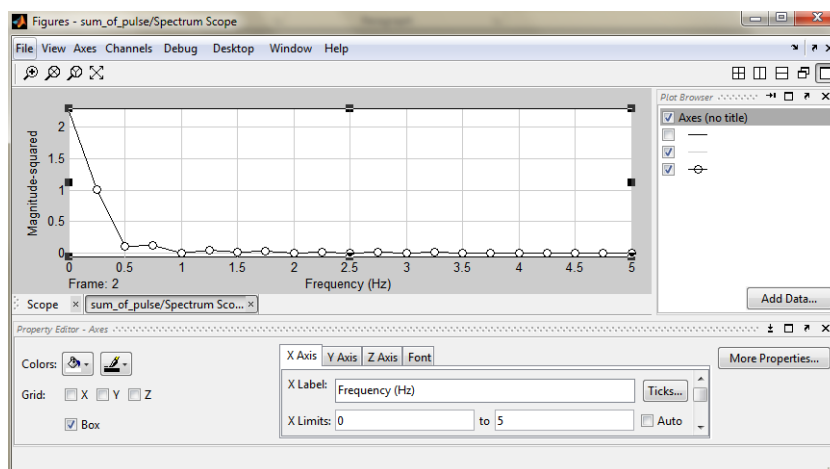 Figures - sum_of_pulse/Spectrum Scope
File View Axes Channels Debug Desktop Window Help
Plot Browser
Axes (no title)
Magnitude-squared
2
1.5
1
0.5
0
0 0.5 1 1.5 2 2.5 3 3.5 4 4.5 5
Frame: 2
Frequency (Hz)
Add Data...
Scope
sum_of_pulse/Spectrum Sco...
Property Editor - Axes
Colors:
Grid: X Y Z
Box
X Axis Y Axis Z Axis Font
X Label: Frequency (Hz)
Ticks...
X Limits: 0 to 5
Auto
More Properties...